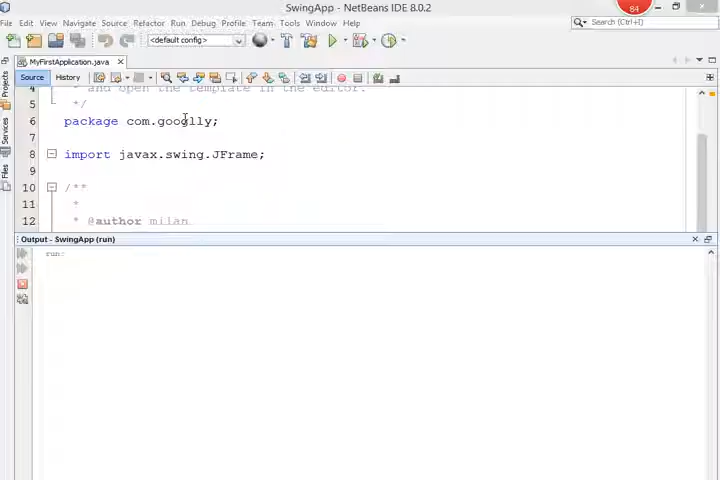 SwingApp - NetBeans IDE 8.0.2
84
File Edit View Navigate Source Refactor Run Debug Profile Team Tools Window Help
Search (Ctrl+I)
<default config>
MyFirstApplication.java
Source History
Projects
Services
Files
4 * and open the template in the editor.
5 */
6 package com.googlly;
7
8 import javax.swing.JFrame;
9
10 /**
11 *
12 * @author milan
Output - SwingApp (run)
run: